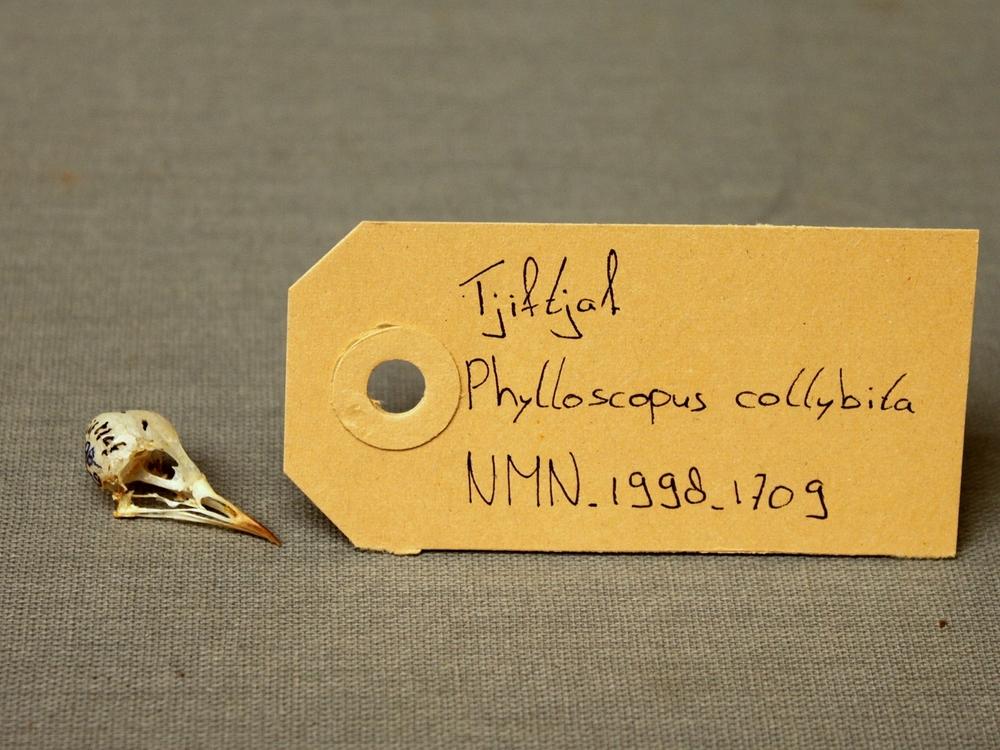 Tjiftjaf
Phylloscopus collybita
NMN_1998_1709